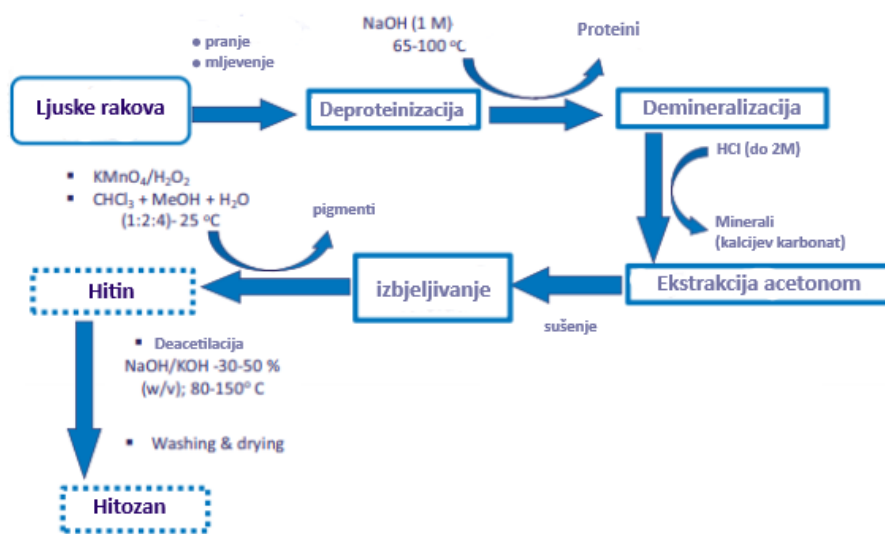 • pranje
• mljevenje
NaOH (1 M)
65-100 °C
Proteini
Ljuske rakova
Deproteinizacija
Demineralizacija
HCl (do 2M)
Minerali
(kalcijev karbonat)
Ekstrakcija acetonom
sušenje
izbjeljivanje
▪ KMnO₄/H₂O₂
▪ CHCl₃ + MeOH + H₂O
(1:2:4)- 25 °C
pigmenti
Hitin
▪ Deacetilacija
NaOH/KOH -30-50 %
(w/v); 80-150° C
▪ Washing & drying
Hitozan